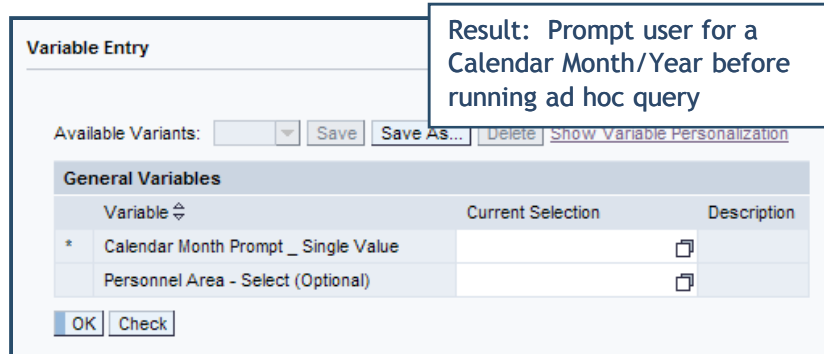 Variable Entry
Result: Prompt user for a
Calendar Month/Year before
running ad hoc query
Available Variants: Save Save As... Delete Show Variable Personalization
General Variables
Variable Current Selection Description
* Calendar Month Prompt _ Single Value
Personnel Area - Select (Optional)
OK Check